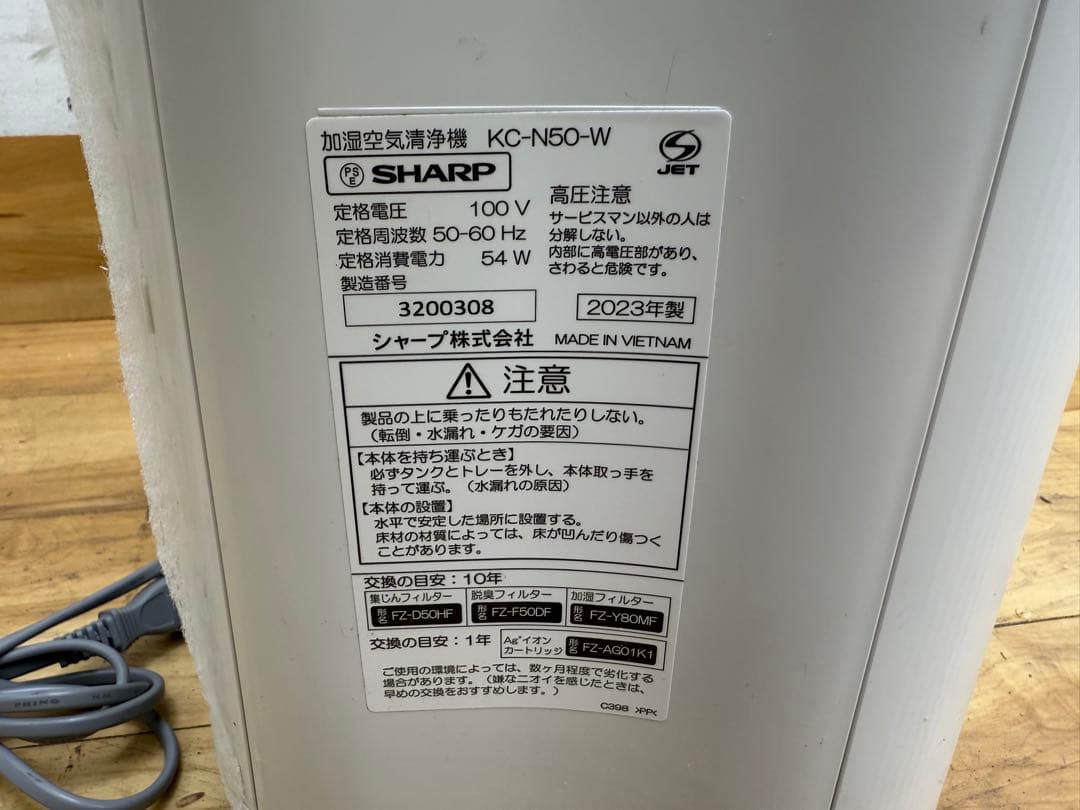 加湿空気清浄機 KC-N50-W
PS
E
SHARP
JET
定格電圧 100 V
定格周波数 50-60 Hz
定格消費電力 54 W
製造番号
3200308
高圧注意
サービスマン以外の人は
分解しない。
内部に高電圧部があり、
さわると危険です。
2023年製
シャープ株式会社 MADE IN VIETNAM
注意
製品の上に乗ったりもたれたりしない。
（転倒・水漏れ・ケガの要因）
【本体を持ち運ぶとき】
必ずタンクとトレーを外し、本体取っ手を
持って運ぶ。（水漏れの原因）
【本体の設置】
水平で安定した場所に設置する。
床材の材質によっては、床が凹んだり傷つく
ことがあります。
交換の目安：10年
集じんフィルター
形名 FZ-D50HF
脱臭フィルター
形名 FZ-F50DF
加湿フィルター
形名 FZ-Y80MF
交換の目安：1年
Ag⁺イオン
カートリッジ
形名 FZ-AG01K1
ご使用の環境によっては、数ヶ月程度で劣化する
場合があります。（嫌なニオイを感じたときは、
早めの交換をおすすめします。）
C398 >PP<